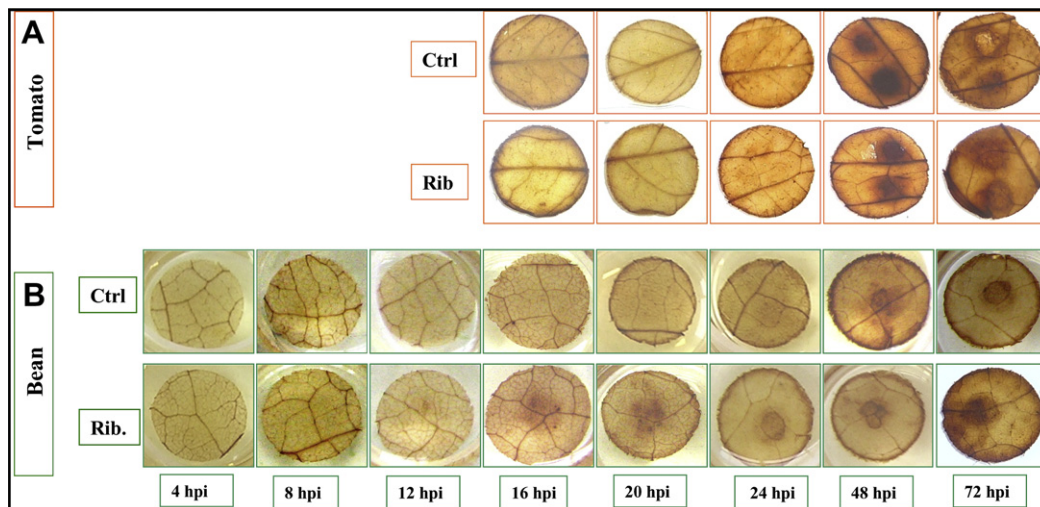 A
Tomato
Ctrl
Rib
B
Bean
Ctrl
Rib.
4 hpi
8 hpi
12 hpi
16 hpi
20 hpi
24 hpi
48 hpi
72 hpi